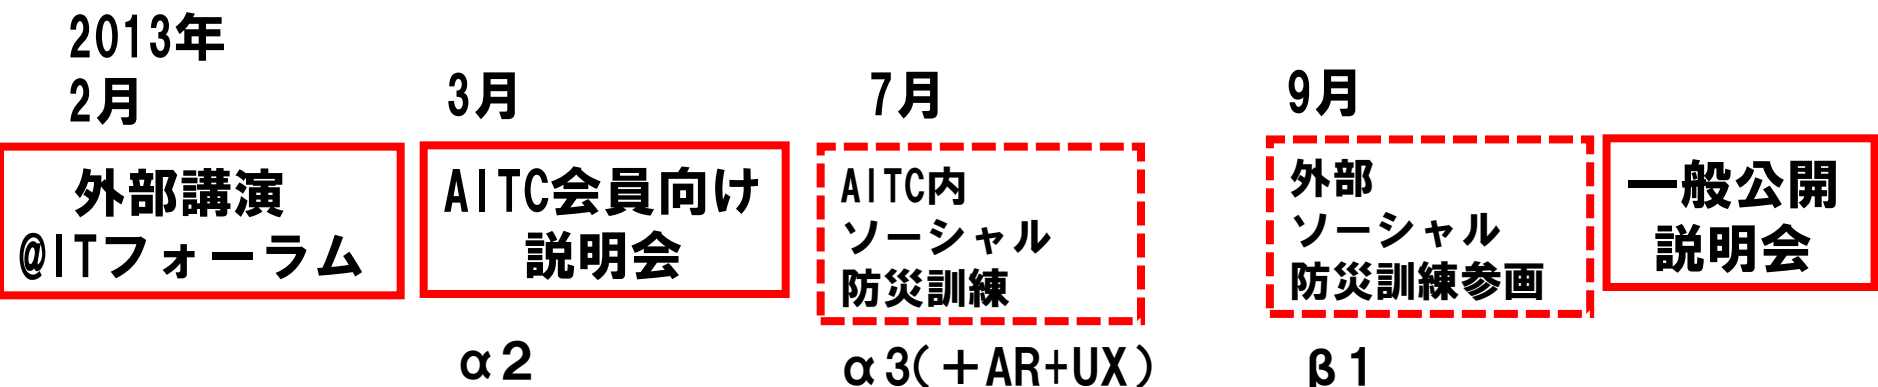 2013年
2月
外部講演
@ITフォーラム
3月
AITC会員向け
説明会
α2
7月
AITC内
ソーシャル
防災訓練
α3(+AR+UX)
9月
外部
ソーシャル
防災訓練参画
β1
一般公開
説明会